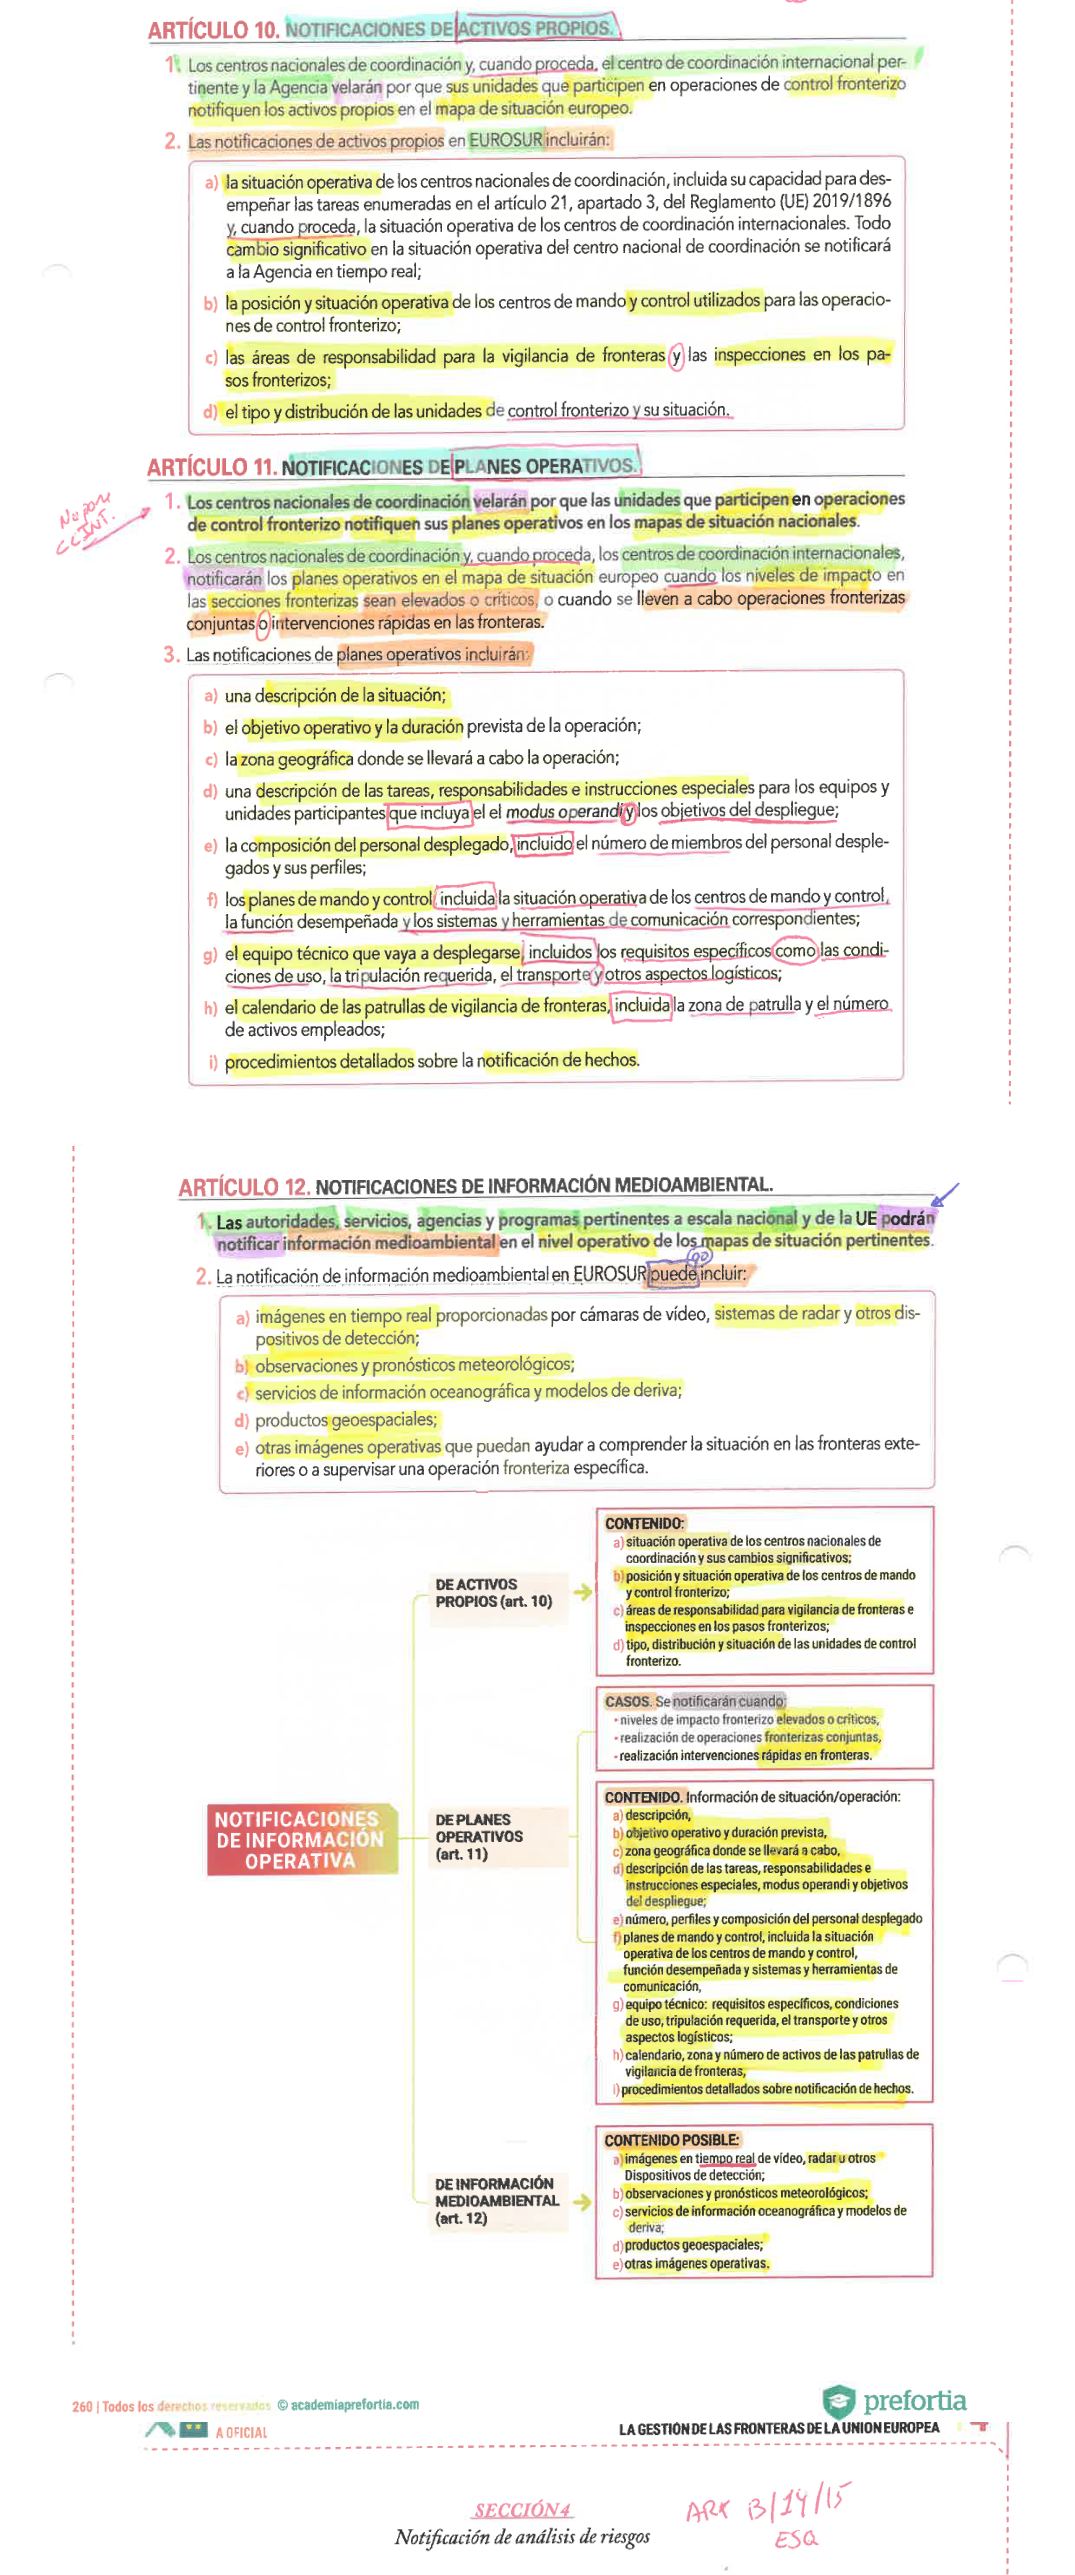 ARTÍCULO 10. NOTIFICACIONES DE ACTIVOS PROPIOS.
1. Los centros nacionales de coordinación y, cuando proceda, el centro de coordinación internacional per-
tinente y la Agencia velarán por que sus unidades que participen en operaciones de control fronterizo
notifiquen los activos propios en el mapa de situación europeo.
2. Las notificaciones de activos propios en EUROSUR incluirán:
a) la situación operativa de los centros nacionales de coordinación, incluida su capacidad para des-
empeñar las tareas enumeradas en el artículo 21, apartado 3, del Reglamento (UE) 2019/1896
y, cuando proceda, la situación operativa de los centros de coordinación internacionales. Todo
cambio significativo en la situación operativa del centro nacional de coordinación se notificará
a la Agencia en tiempo real;
b) la posición y situación operativa de los centros de mando y control utilizados para las operacio-
nes de control fronterizo;
c) las áreas de responsabilidad para la vigilancia de fronteras y las inspecciones en los pa-
sos fronterizos;
d) el tipo y distribución de las unidades de control fronterizo y su situación.
ARTÍCULO 11. NOTIFICACIONES DE PLANES OPERATIVOS.
No pone
CC INT.
1. Los centros nacionales de coordinación velarán por que las unidades que participen en operaciones
de control fronterizo notifiquen sus planes operativos en los mapas de situación nacionales.
2. Los centros nacionales de coordinación y, cuando proceda, los centros de coordinación internacionales,
notificarán los planes operativos en el mapa de situación europeo cuando los niveles de impacto en
las secciones fronterizas sean elevados o críticos, o cuando se lleven a cabo operaciones fronterizas
conjuntas o intervenciones rápidas en las fronteras.
3. Las notificaciones de planes operativos incluirán:
a) una descripción de la situación;
b) el objetivo operativo y la duración prevista de la operación;
c) la zona geográfica donde se llevará a cabo la operación;
d) una descripción de las tareas, responsabilidades e instrucciones especiales para los equipos y
unidades participantes que incluya el el modus operandi y los objetivos del despliegue;
e) la composición del personal desplegado, incluido el número de miembros del personal desple-
gados y sus perfiles;
f) los planes de mando y control incluida la situación operativa de los centros de mando y control,
la función desempeñada y los sistemas y herramientas de comunicación correspondientes;
g) el equipo técnico que vaya a desplegarse, incluidos los requisitos específicos como las condi-
ciones de uso, la tripulación requerida, el transporte y otros aspectos logísticos;
h) el calendario de las patrullas de vigilancia de fronteras, incluida la zona de patrulla y el número
de activos empleados;
i) procedimientos detallados sobre la notificación de hechos.
ARTÍCULO 12. NOTIFICACIONES DE INFORMACIÓN MEDIOAMBIENTAL.
1. Las autoridades, servicios, agencias y programas pertinentes a escala nacional y de la UE podrán
notificar información medioambiental en el nivel operativo de los mapas de situación pertinentes.
2. La notificación de información medioambiental en EUROSUR puede incluir:
a) imágenes en tiempo real proporcionadas por cámaras de vídeo, sistemas de radar y otros dis-
positivos de detección;
b) observaciones y pronósticos meteorológicos;
c) servicios de información oceanográfica y modelos de deriva;
d) productos geoespaciales;
e) otras imágenes operativas que puedan ayudar a comprender la situación en las fronteras exte-
riores o a supervisar una operación fronteriza específica.
NOTIFICACIONES
DE INFORMACIÓN
OPERATIVA
DE ACTIVOS
PROPIOS (art. 10)
CONTENIDO:
a) situación operativa de los centros nacionales de
coordinación y sus cambios significativos;
b) posición y situación operativa de los centros de mando
y control fronterizo;
c) áreas de responsabilidad para vigilancia de fronteras e
inspecciones en los pasos fronterizos;
d) tipo, distribución y situación de las unidades de control
fronterizo.
DE PLANES
OPERATIVOS
(art. 11)
CASOS. Se notificarán cuando:
• niveles de impacto fronterizo elevados o críticos,
• realización de operaciones fronterizas conjuntas,
• realización intervenciones rápidas en fronteras.
CONTENIDO. Información de situación/operación:
a) descripción,
b) objetivo operativo y duración prevista,
c) zona geográfica donde se llevará a cabo,
d) descripción de las tareas, responsabilidades e
instrucciones especiales, modus operandi y objetivos
del despliegue;
e) número, perfiles y composición del personal desplegado
f) planes de mando y control, incluida la situación
operativa de los centros de mando y control,
función desempeñada y sistemas y herramientas de
comunicación,
g) equipo técnico: requisitos específicos, condiciones
de uso, tripulación requerida, el transporte y otros
aspectos logísticos;
h) calendario, zona y número de activos de las patrullas de
vigilancia de fronteras,
i) procedimientos detallados sobre notificación de hechos.
DE INFORMACIÓN
MEDIOAMBIENTAL
(art. 12)
CONTENIDO POSIBLE:
a) imágenes en tiempo real de vídeo, radar u otros
Dispositivos de detección;
b) observaciones y pronósticos meteorológicos;
c) servicios de información oceanográfica y modelos de
deriva;
d) productos geoespaciales;
e) otras imágenes operativas.
260 | Todos los derechos reservados © academiaprefortia.com
prefortia
A OFICIAL
LA GESTIÓN DE LAS FRONTERAS DE LA UNION EUROPEA
SECCIÓN 4
Notificación de análisis de riesgos
ARK 13/14/15
ESQ